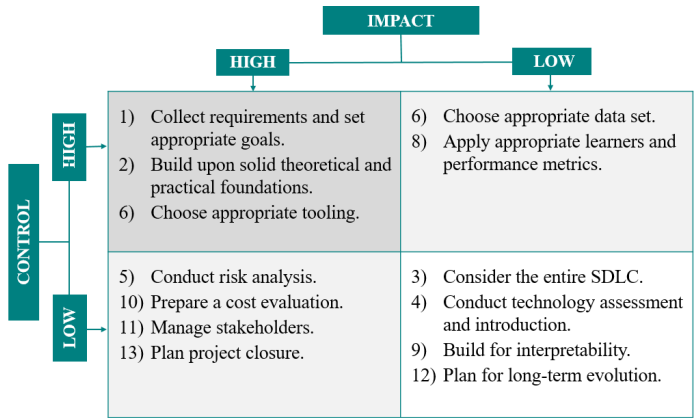 IMPACT
HIGH
LOW
CONTROL
HIGH
1) Collect requirements and set
appropriate goals.
2) Build upon solid theoretical and
practical foundations.
6) Choose appropriate tooling.
6) Choose appropriate data set.
8) Apply appropriate learners and
performance metrics.
LOW
5) Conduct risk analysis.
10) Prepare a cost evaluation.
11) Manage stakeholders.
13) Plan project closure.
3) Consider the entire SDLC.
4) Conduct technology assessment
and introduction.
9) Build for interpretability.
12) Plan for long-term evolution.